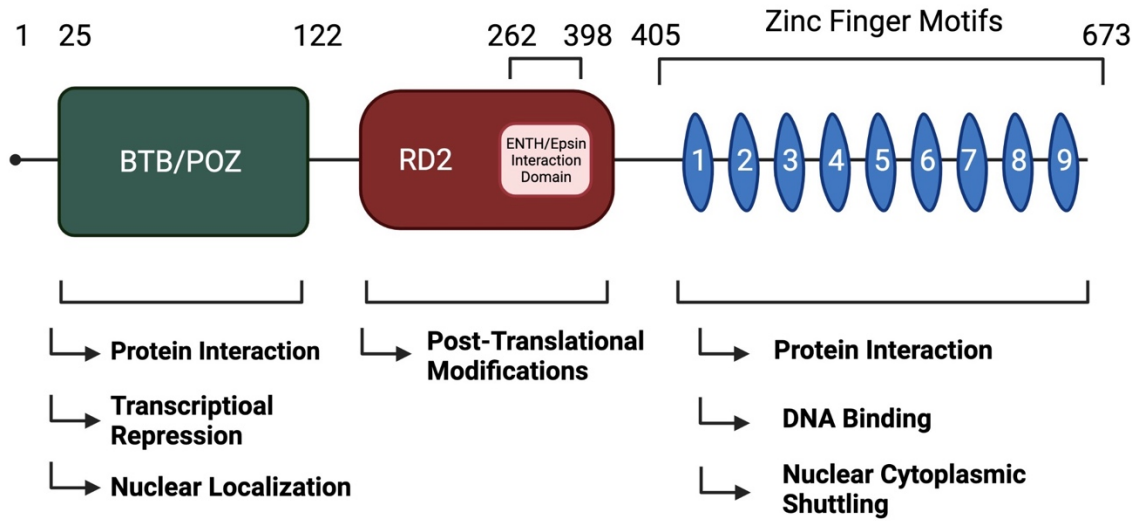 Zinc Finger Motifs
1 25 122 262 398 405 673
BTB/POZ
RD2
ENTH/Epsin
Interaction
Domain
1 2 3 4 5 6 7 8 9
Protein Interaction
Transcriptioal
Repression
Nuclear Localization
Post-Translational
Modifications
Protein Interaction
DNA Binding
Nuclear Cytoplasmic
Shuttling